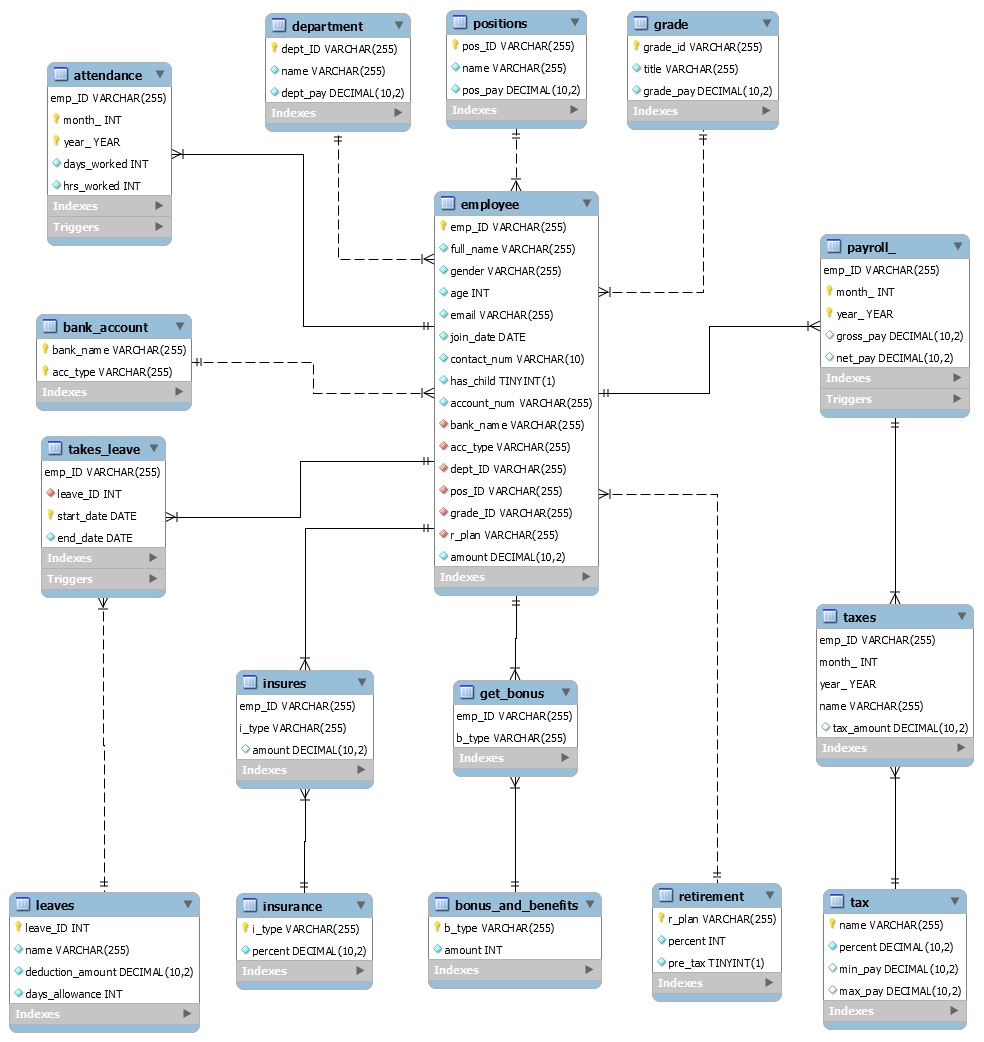 department
dept_ID VARCHAR(255)
name VARCHAR(255)
dept_pay DECIMAL(10,2)
Indexes
positions
pos_ID VARCHAR(255)
name VARCHAR(255)
pos_pay DECIMAL(10,2)
Indexes
grade
grade_id VARCHAR(255)
title VARCHAR(255)
grade_pay DECIMAL(10,2)
Indexes
attendance
emp_ID VARCHAR(255)
month_ INT
year_ YEAR
days_worked INT
hrs_worked INT
Indexes
Triggers
employee
emp_ID VARCHAR(255)
full_name VARCHAR(255)
gender VARCHAR(255)
age INT
email VARCHAR(255)
join_date DATE
contact_num VARCHAR(10)
has_child TINYINT(1)
account_num VARCHAR(255)
bank_name VARCHAR(255)
acc_type VARCHAR(255)
dept_ID VARCHAR(255)
pos_ID VARCHAR(255)
grade_ID VARCHAR(255)
r_plan VARCHAR(255)
amount DECIMAL(10,2)
Indexes
payroll_
emp_ID VARCHAR(255)
month_ INT
year_ YEAR
gross_pay DECIMAL(10,2)
net_pay DECIMAL(10,2)
Indexes
Triggers
bank_account
bank_name VARCHAR(255)
acc_type VARCHAR(255)
Indexes
takes_leave
emp_ID VARCHAR(255)
leave_ID INT
start_date DATE
end_date DATE
Indexes
Triggers
taxes
emp_ID VARCHAR(255)
month_ INT
year_ YEAR
name VARCHAR(255)
tax_amount DECIMAL(10,2)
Indexes
insures
emp_ID VARCHAR(255)
i_type VARCHAR(255)
amount DECIMAL(10,2)
Indexes
get_bonus
emp_ID VARCHAR(255)
b_type VARCHAR(255)
Indexes
leaves
leave_ID INT
name VARCHAR(255)
deduction_amount DECIMAL(10,2)
days_allowance INT
Indexes
insurance
i_type VARCHAR(255)
percent DECIMAL(10,2)
Indexes
bonus_and_benefits
b_type VARCHAR(255)
amount INT
Indexes
retirement
r_plan VARCHAR(255)
percent INT
pre_tax TINYINT(1)
Indexes
tax
name VARCHAR(255)
percent DECIMAL(10,2)
min_pay DECIMAL(10,2)
max_pay DECIMAL(10,2)
Indexes